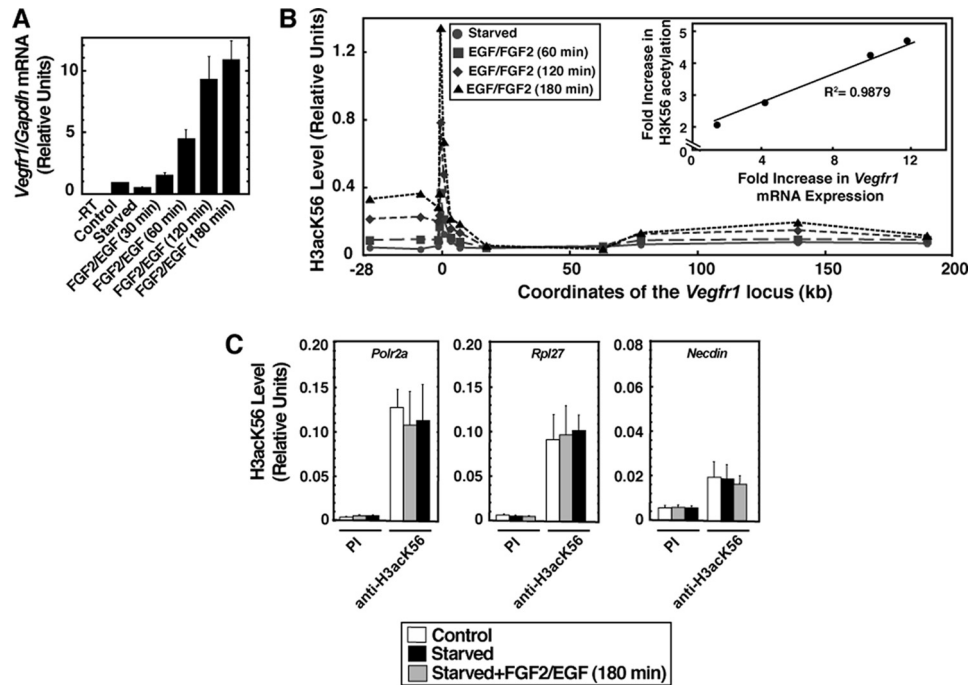 A
Vegfr1/Gapdh mRNA
(Relative Units)
10
5
0
-RT
Control
Starved
FGF2/EGF (30 min)
FGF2/EGF (60 min)
FGF2/EGF (120 min)
FGF2/EGF (180 min)
B
H3acK56 Level (Relative Units)
1.2
0.8
0.4
0
Starved
EGF/FGF2 (60 min)
EGF/FGF2 (120 min)
EGF/FGF2 (180 min)
Fold Increase in
H3K56 acetylation
5
4
3
2
R²= 0.9879
0 4 8 12
Fold Increase in Vegfr1
mRNA Expression
-28 0 50 100 150 200
Coordinates of the Vegfr1 locus (kb)
C
H3acK56 Level
(Relative Units)
Polr2a
0.20
0.15
0.10
0.05
0
PI
anti-H3acK56
Rpl27
0.20
0.15
0.10
0.05
0
PI
anti-H3acK56
Necdin
0.08
0.06
0.04
0.02
0
PI
anti-H3acK56
Control
Starved
Starved+FGF2/EGF (180 min)